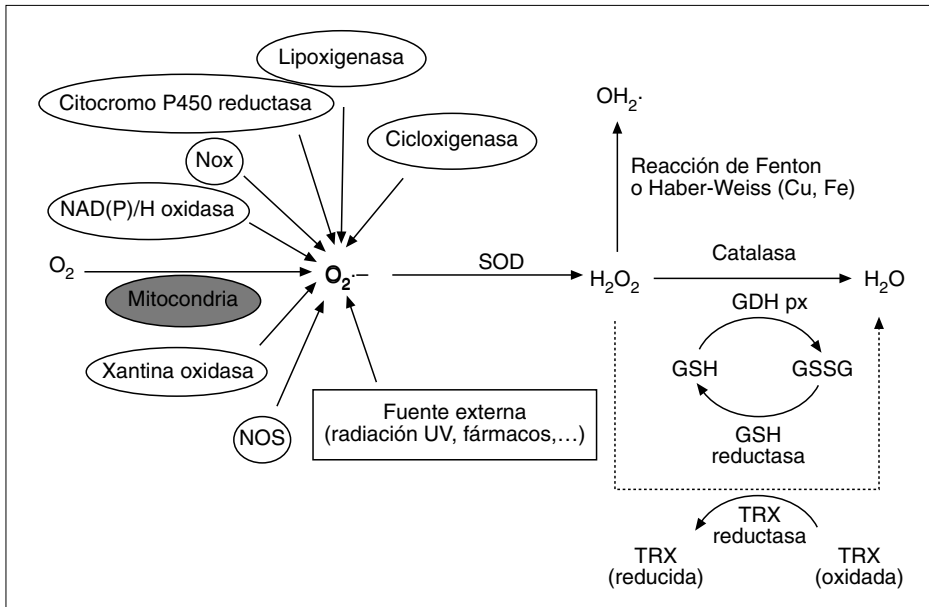 Lipoxigenasa
Citocromo P450 reductasa
Cicloxigenasa
Nox
NAD(P)/H oxidasa
O₂
Mitocondria
Xantina oxidasa
NOS
Fuente externa
(radiación UV, fármacos,…)
O₂·–
SOD
OH₂·
Reacción de Fenton
o Haber-Weiss (Cu, Fe)
H₂O₂
Catalasa
H₂O
GDH px
GSH
GSSG
GSH
reductasa
TRX
reductasa
TRX
(reducida)
TRX
(oxidada)